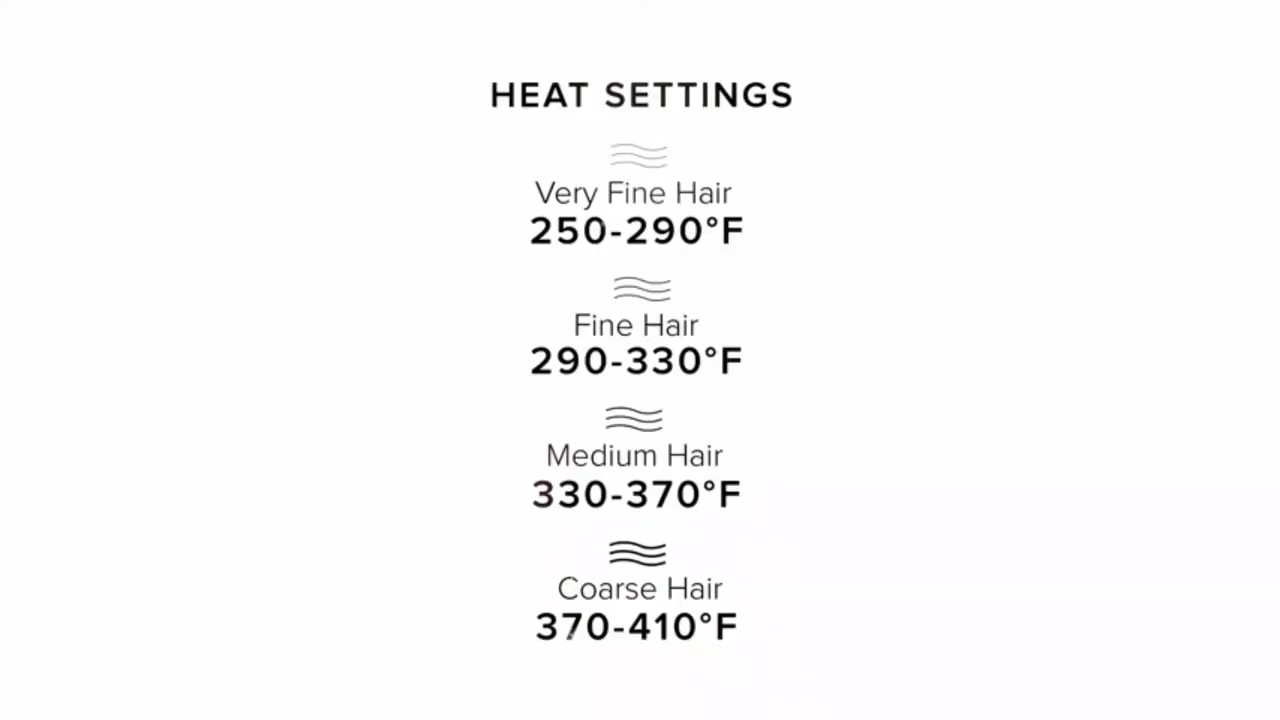 HEAT SETTINGS
Very Fine Hair
250-290°F
Fine Hair
290-330°F
Medium Hair
330-370°F
Coarse Hair
370-410°F